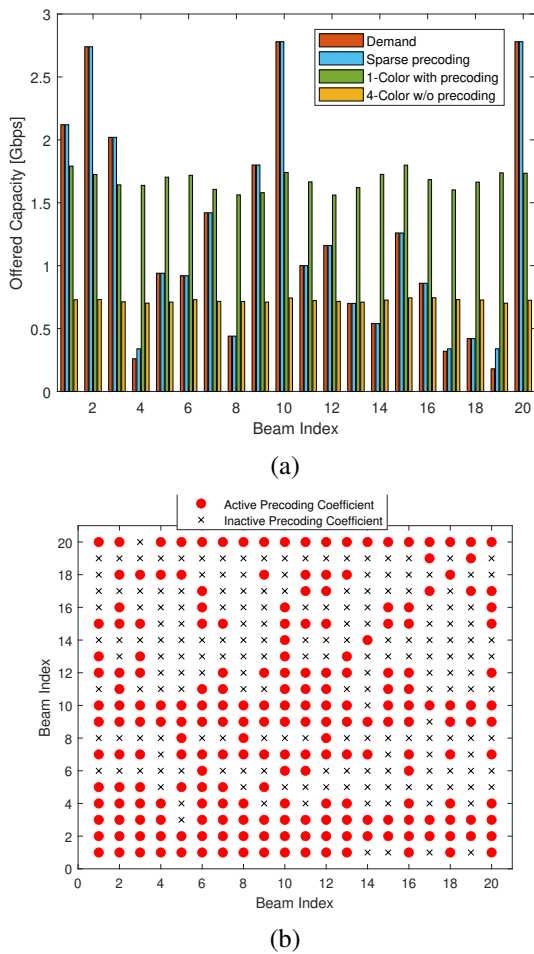 3
2.5
2
1.5
1
0.5
0
Offered Capacity [Gbps]
Demand
Sparse precoding
1-Color with precoding
4-Color w/o precoding
2 4 6 8 10 12 14 16 18 20
Beam Index
(a)
Active Precoding Coefficient
Inactive Precoding Coefficient
20
18
16
14
12
10
8
6
4
2
0
Beam Index
0 2 4 6 8 10 12 14 16 18 20
Beam Index
(b)